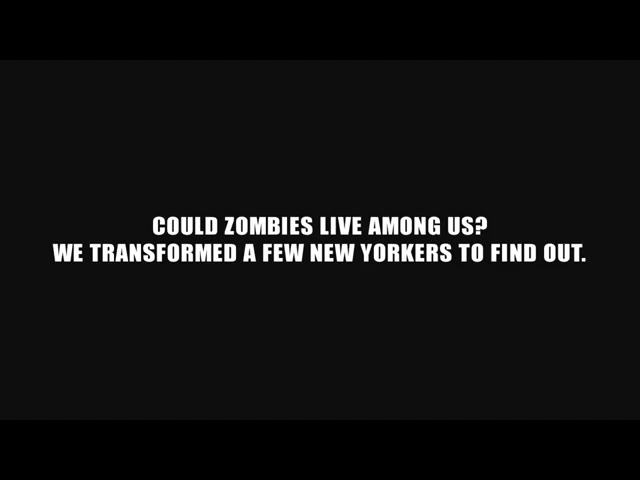 COULD ZOMBIES LIVE AMONG US?
WE TRANSFORMED A FEW NEW YORKERS TO FIND OUT.